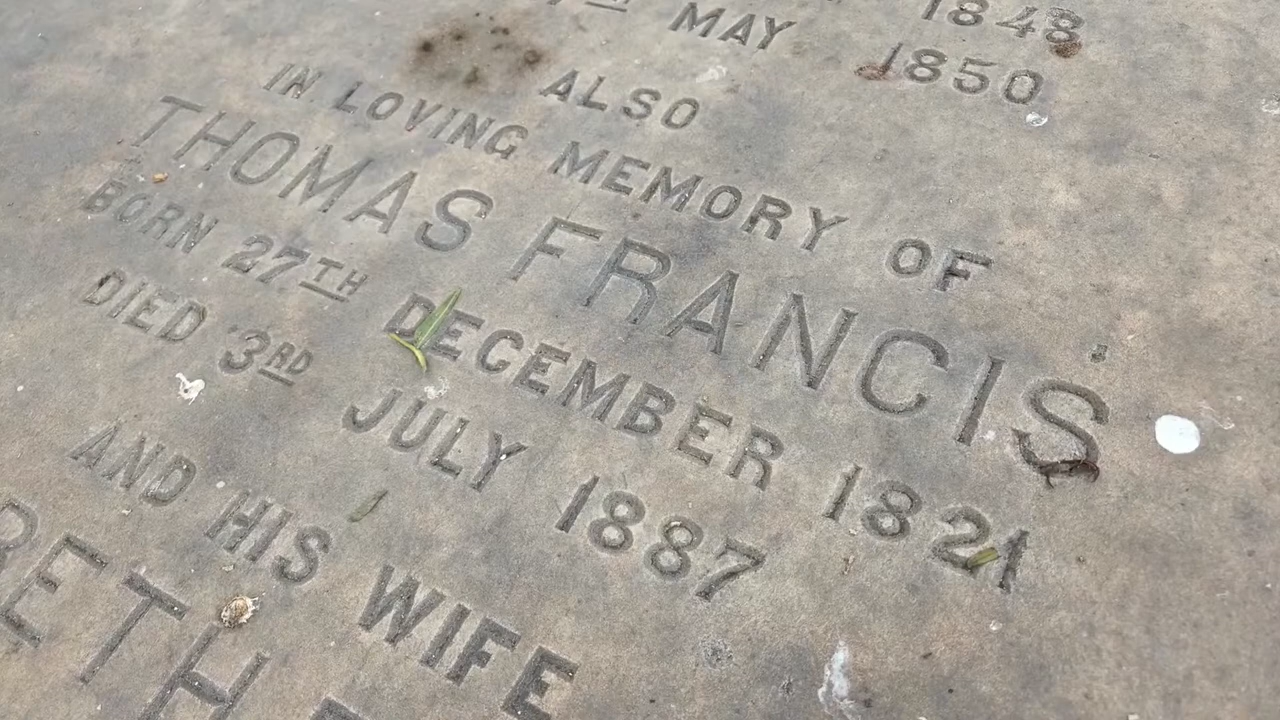 1848
MAY 1850
ALSO
IN LOVING MEMORY OF
THOMAS FRANCIS
BORN 27TH DECEMBER 1821
DIED 3RD JULY 1887
AND HIS WIFE
BETH